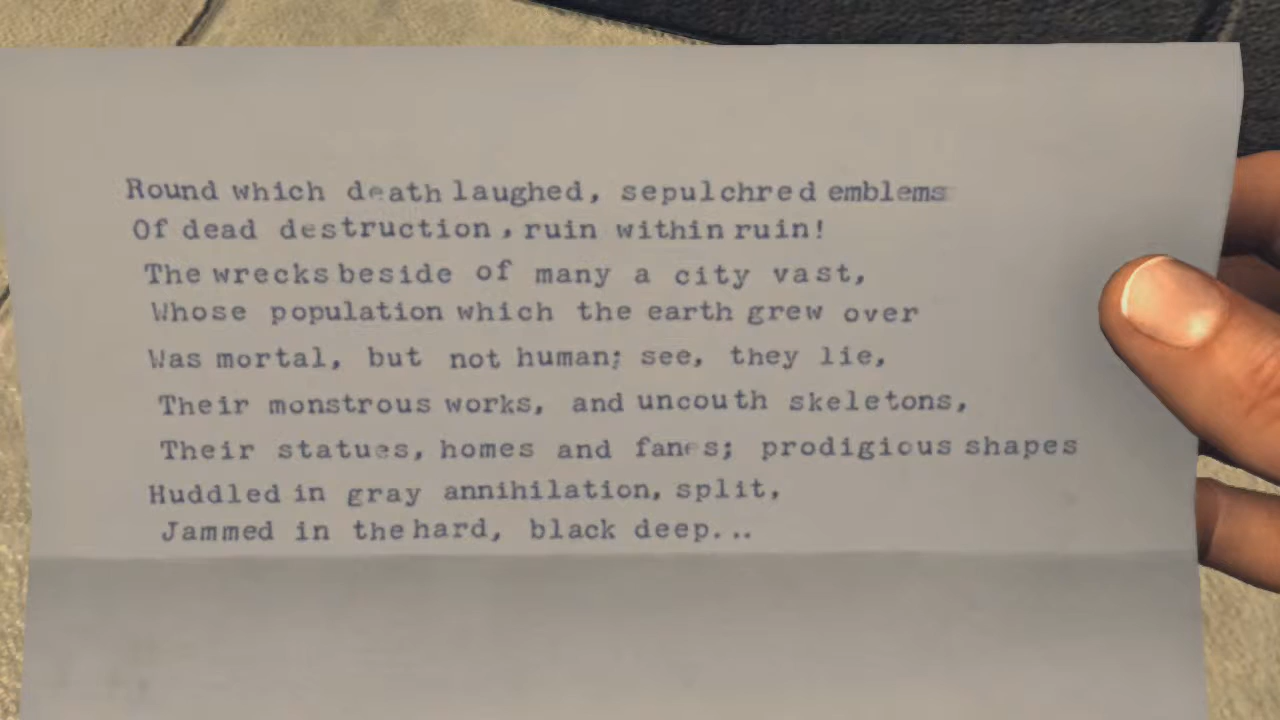 Round which death laughed, sepulchred emblems
Of dead destruction, ruin within ruin!
The wrecks beside of many a city vast,
Whose population which the earth grew over
Was mortal, but not human; see, they lie,
Their monstrous works, and uncouth skeletons,
Their statues, homes and fanes; prodigious shapes
Huddled in gray annihilation, split,
Jammed in the hard, black deep...